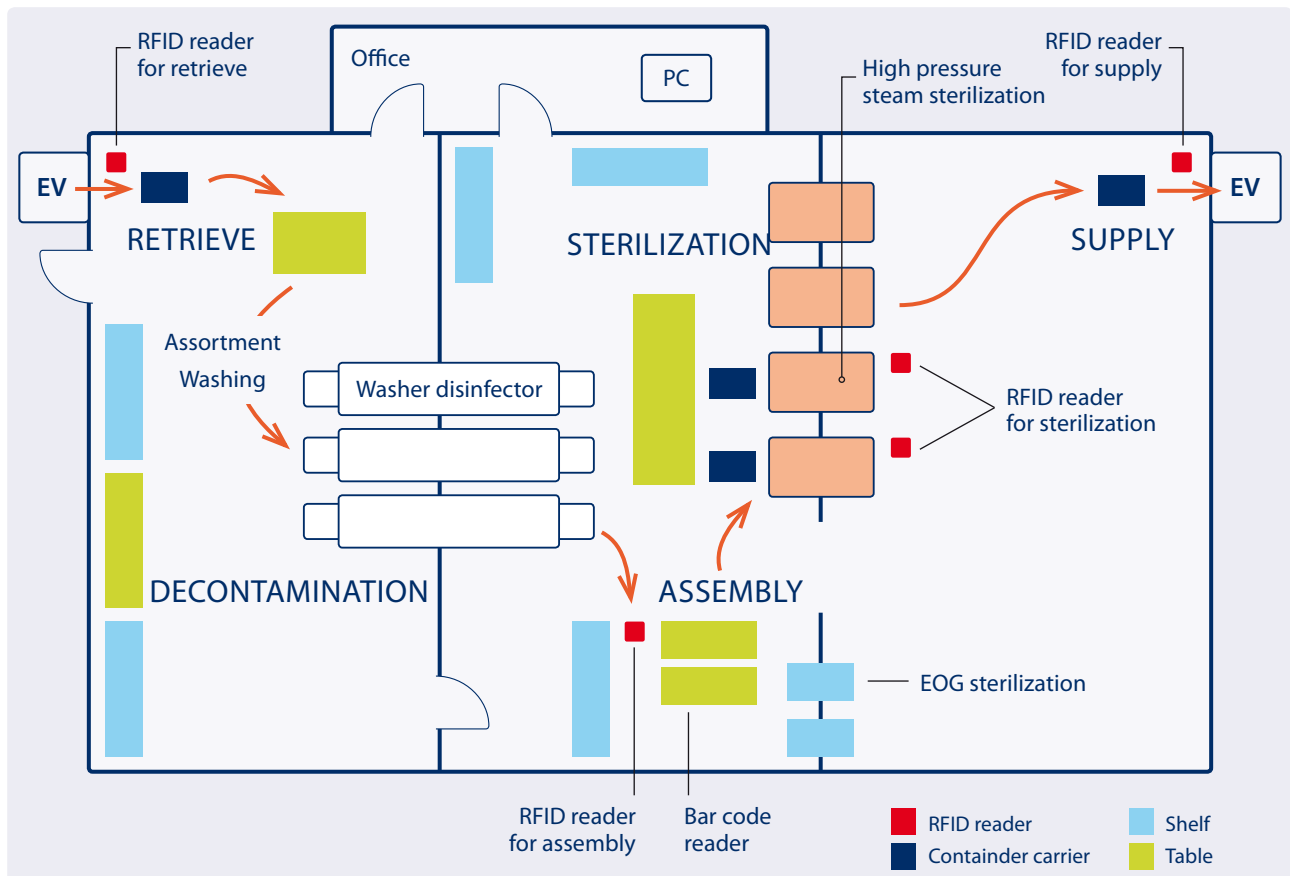 RFID reader
for retrieve
Office
PC
High pressure
steam sterilization
RFID reader
for supply
EV
EV
RETRIEVE
STERILIZATION
SUPPLY
Assortment
Washing
Washer disinfector
RFID reader
for sterilization
DECONTAMINATION
ASSEMBLY
EOG sterilization
RFID reader
for assembly
Bar code
reader
RFID reader
Containder carrier
Shelf
Table